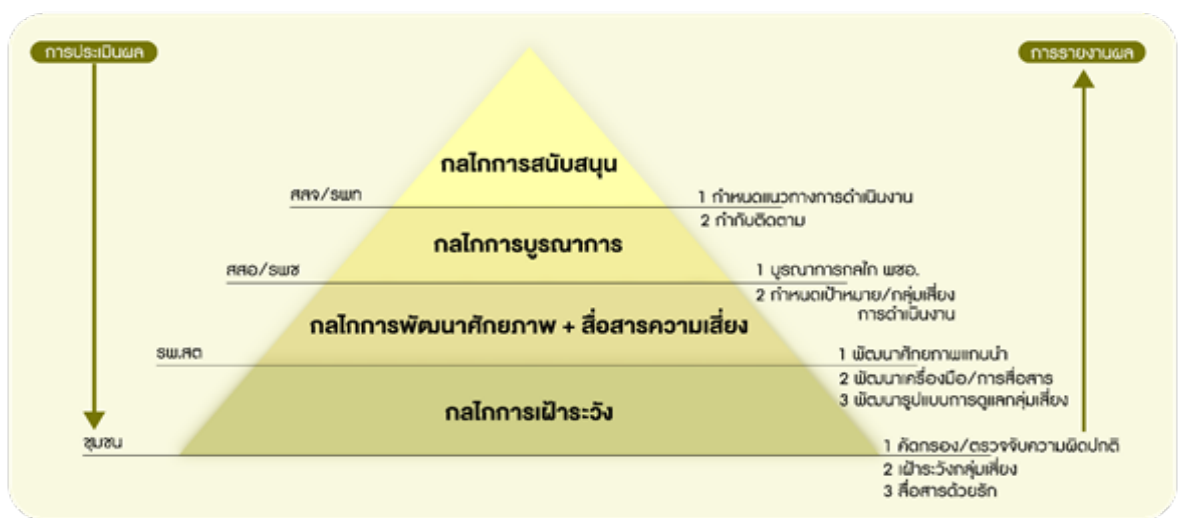 การประเมินผล
การรายงานผล
กลไกการสนับสนุน
สสจ/รพท
1 กำหนดแนวทางการดำเนินงาน
2 กำกับติดตาม
กลไกการบูรณาการ
สสอ/รพช
1 บูรณาการกลไก พชอ.
2 กำหนดเป้าหมาย/กลุ่มเสี่ยง
การดำเนินงาน
กลไกการพัฒนาศักยภาพ + สื่อสารความเสี่ยง
รพ.สต
1 พัฒนาศักยภาพแกนนำ
2 พัฒนาเครื่องมือ/การสื่อสาร
3 พัฒนารูปแบบการดูแลกลุ่มเสี่ยง
กลไกการเฝ้าระวัง
ชุมชน
1 คัดกรอง/ตรวจจับความผิดปกติ
2 เฝ้าระวังกลุ่มเสี่ยง
3 สื่อสารด้วยรัก